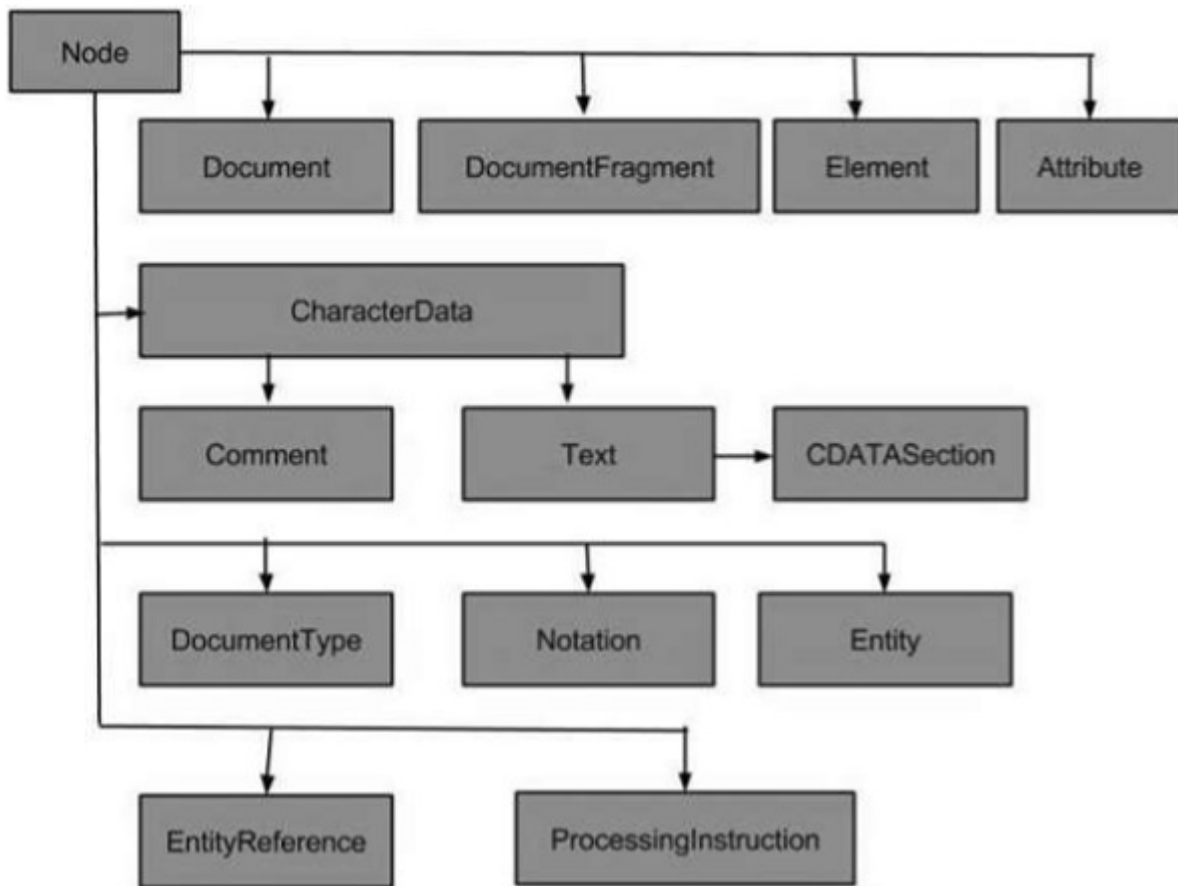 Node
Document
DocumentFragment
Element
Attribute
CharacterData
Comment
Text
CDATASection
DocumentType
Notation
Entity
EntityReference
ProcessingInstruction